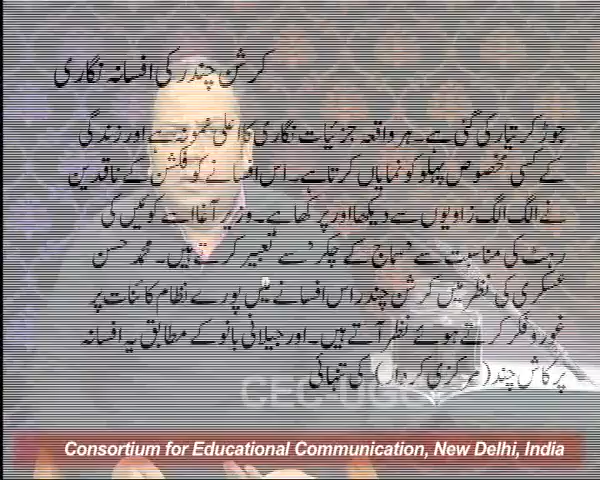 کرشن چندر کی افسانہ نگاری
جوڑ کر تیار کی گئی ہے۔ ہر واقعہ جزئیات نگاری کا اعلیٰ نمونہ ہے اور زندگی
کے کسی مخصوص پہلو کو نمایاں کرتا ہے۔ اس افسانے کو فکشن کے ناقدین
نے الگ الگ زاویوں سے دیکھا اور پرکھا ہے۔ وزیر آغا اسے کوئیں کی
رہٹ کی مناسبت سے 'سماج کے چکر' سے تعبیر کرتے ہیں۔ محمد حسن
عسکری کی نظر میں کرشن چندر اس افسانے میں پورے نظام کائنات پر
غور و فکر کرتے ہوئے نظر آتے ہیں۔ اور جیلانی بانو کے مطابق یہ افسانہ
پرکاش چند (مرکزی کردار) کی تنہائی
CEC-UGC
Consortium for Educational Communication, New Delhi, India